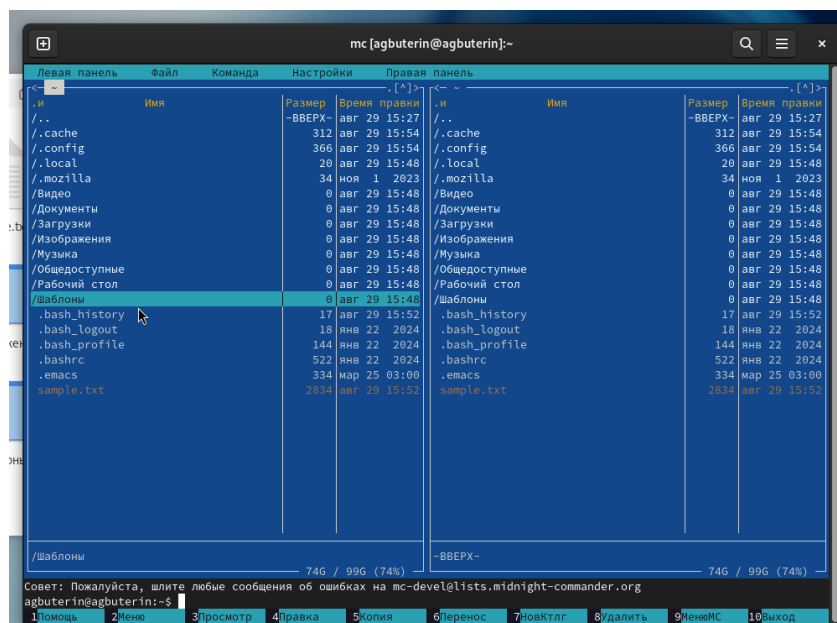 mc [agbuterin@agbuterin]:~
Левая панель Файл Команда Настройки Правая панель
<— ~ .[^]> <— ~ .[^]>
.и Имя Размер Время правки .и Имя Размер Время правки
/.. -ВВЕРХ- авг 29 15:27 /.. -ВВЕРХ- авг 29 15:27
/.cache 312 авг 29 15:54 /.cache 312 авг 29 15:54
/.config 366 авг 29 15:54 /.config 366 авг 29 15:54
/.local 20 авг 29 15:48 /.local 20 авг 29 15:48
/.mozilla 34 ноя 1 2023 /.mozilla 34 ноя 1 2023
/Видео 0 авг 29 15:48 /Видео 0 авг 29 15:48
/Документы 0 авг 29 15:48 /Документы 0 авг 29 15:48
/Загрузки 0 авг 29 15:48 /Загрузки 0 авг 29 15:48
/Изображения 0 авг 29 15:48 /Изображения 0 авг 29 15:48
/Музыка 0 авг 29 15:48 /Музыка 0 авг 29 15:48
/Общедоступные 0 авг 29 15:48 /Общедоступные 0 авг 29 15:48
/Рабочий стол 0 авг 29 15:48 /Рабочий стол 0 авг 29 15:48
/Шаблоны 0 авг 29 15:48 /Шаблоны 0 авг 29 15:48
.bash_history 17 авг 29 15:52 .bash_history 17 авг 29 15:52
.bash_logout 18 янв 22 2024 .bash_logout 18 янв 22 2024
.bash_profile 144 янв 22 2024 .bash_profile 144 янв 22 2024
.bashrc 522 янв 22 2024 .bashrc 522 янв 22 2024
.emacs 334 мар 25 03:00 .emacs 334 мар 25 03:00
sample.txt 2834 авг 29 15:52 sample.txt 2834 авг 29 15:52
/Шаблоны -ВВЕРХ-
74G / 99G (74%) 74G / 99G (74%)
Совет: Пожалуйста, шлите любые сообщения об ошибках на mc-devel@lists.midnight-commander.org
agbuterin@agbuterin:~$
1Помощь 2Меню 3Просмотр 4Правка 5Копия 6Перенос 7НовКтлг 8Удалить 9МенюМС 10Выход